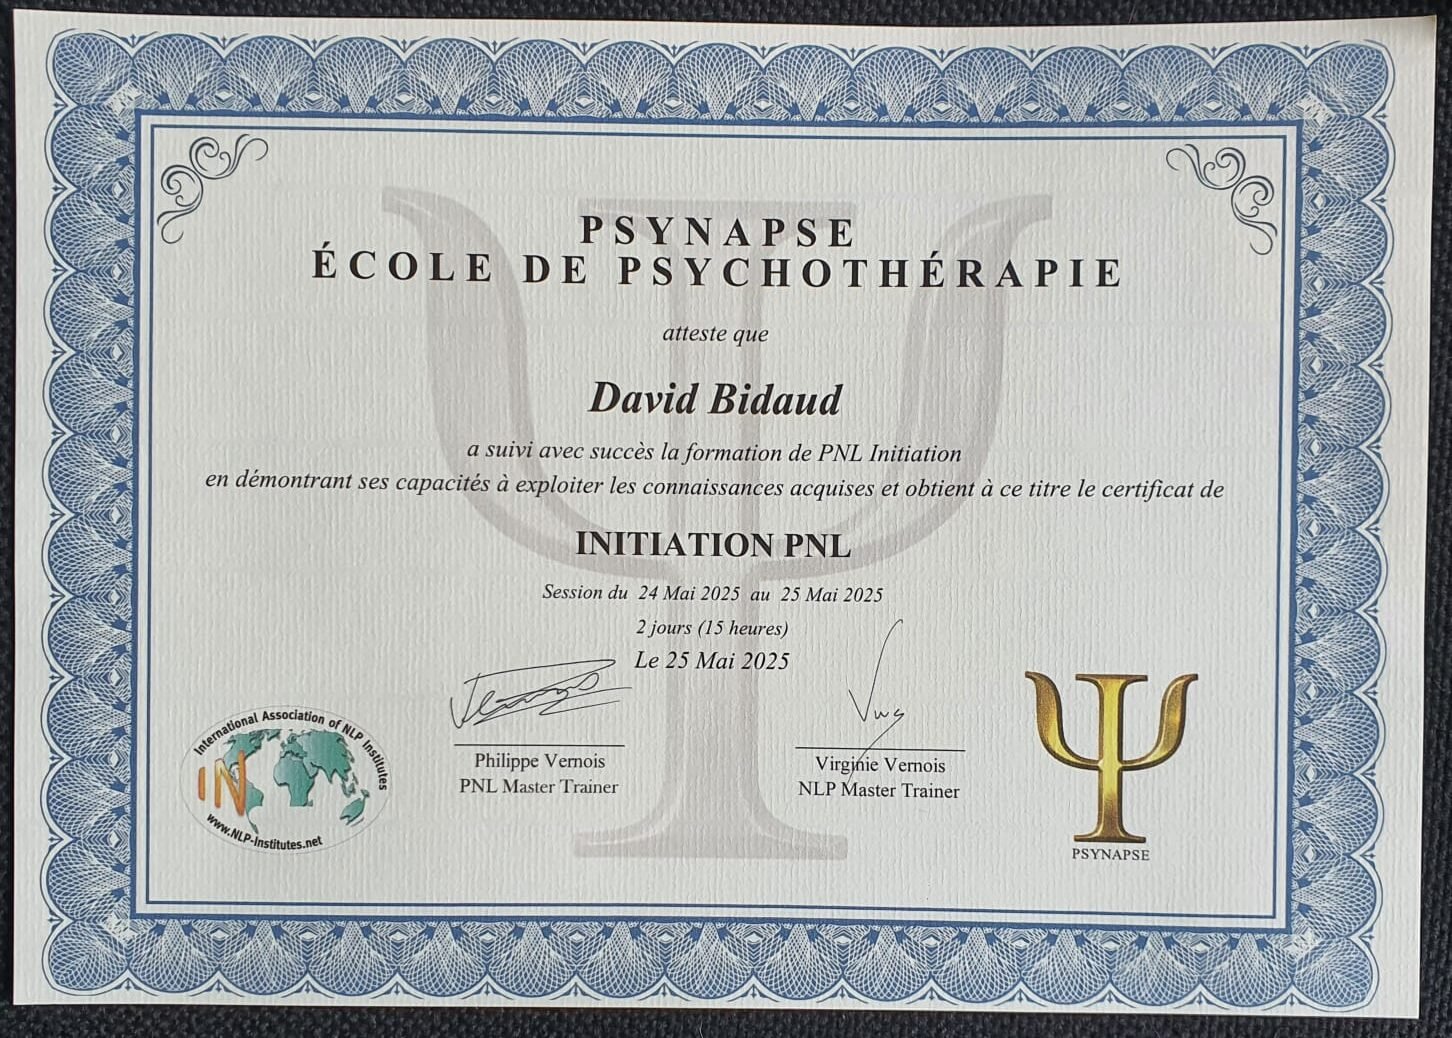 PSYNAPSE
ÉCOLE DE PSYCHOTHÉRAPIE
atteste que
David Bidaud
a suivi avec succès la formation de PNL Initiation
en démontrant ses capacités à exploiter les connaissances acquises et obtient à ce titre le certificat de
INITIATION PNL
Session du 24 Mai 2025 au 25 Mai 2025
2 jours (15 heures)
Le 25 Mai 2025
International Association of NLP Institutes
IN
www.NLP-Institutes.net
Philippe Vernois
PNL Master Trainer
Virginie Vernois
NLP Master Trainer
PSYNAPSE